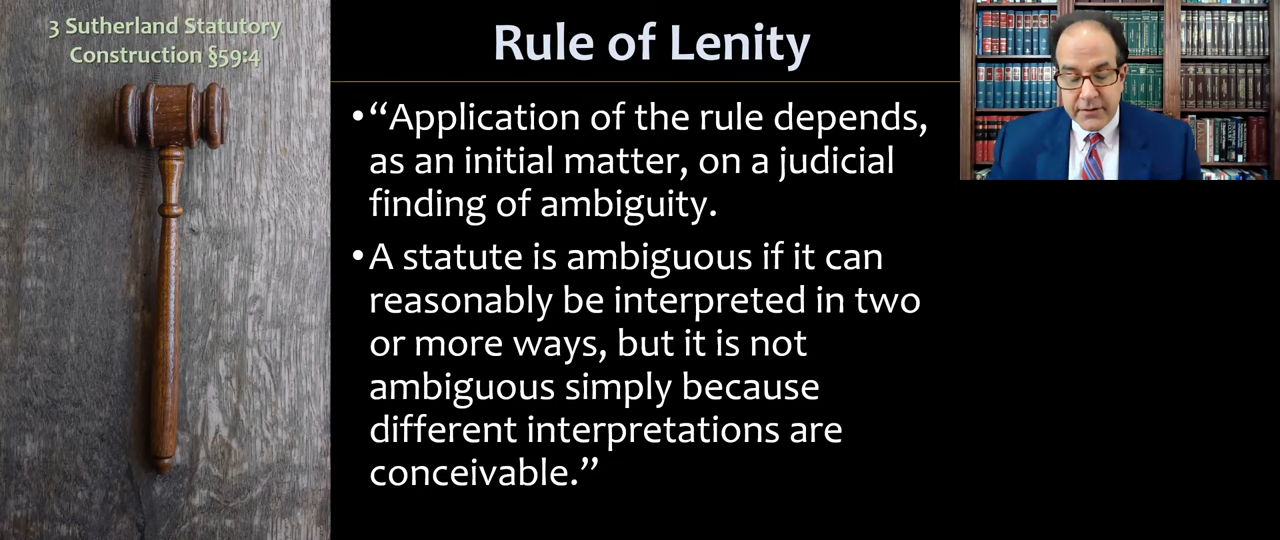 3 Sutherland Statutory
Construction §59:4
Rule of Lenity
•“Application of the rule depends,
as an initial matter, on a judicial
finding of ambiguity.
•A statute is ambiguous if it can
reasonably be interpreted in two
or more ways, but it is not
ambiguous simply because
different interpretations are
conceivable.”